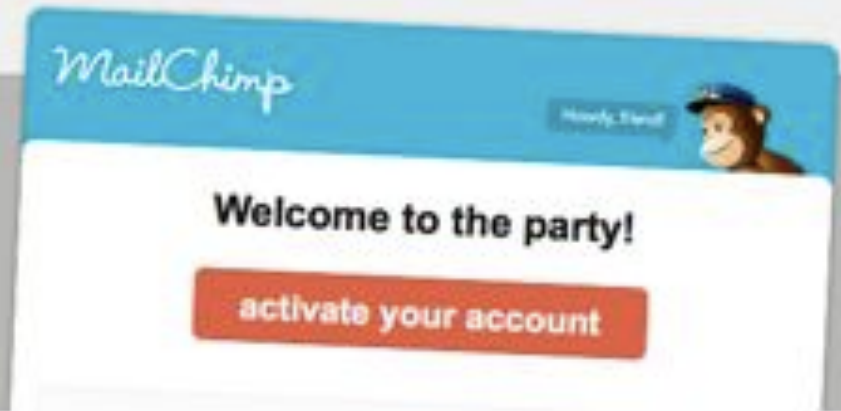 MailChimp
Howdy, friend!
Welcome to the party!
activate your account